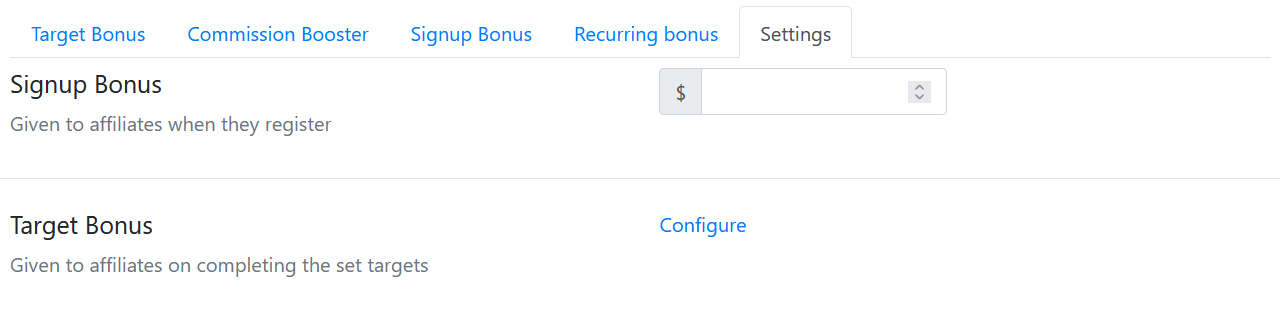 Target Bonus Commission Booster Signup Bonus Recurring bonus Settings
Signup Bonus
$
Given to affiliates when they register
Target Bonus
Configure
Given to affiliates on completing the set targets